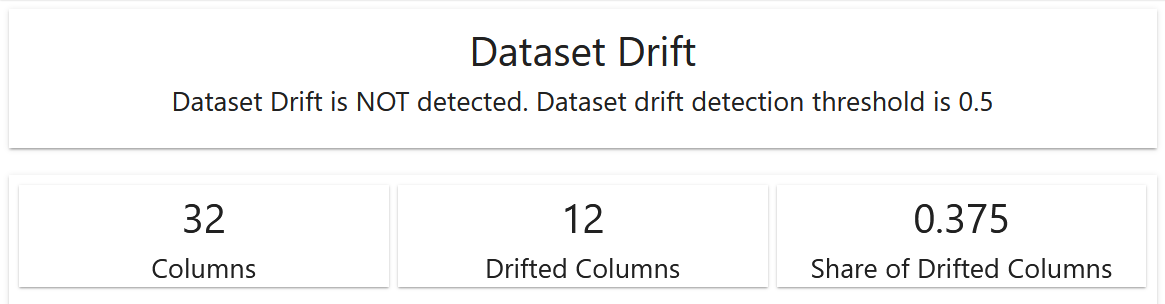 Dataset Drift
Dataset Drift is NOT detected. Dataset drift detection threshold is 0.5
32
Columns
12
Drifted Columns
0.375
Share of Drifted Columns